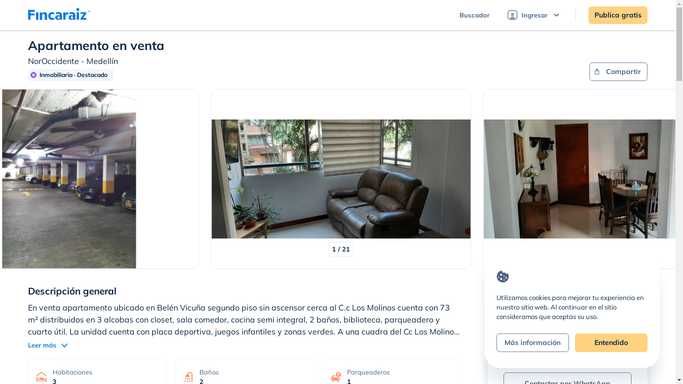 Fincaraiz
Buscador
Ingresar
Publica gratis
Apartamento en venta
NorOccidente - Medellín
Inmobiliaria · Destacado
Compartir
1 / 21
Descripción general
En venta apartamento ubicado en Belén Vicuña segundo piso sin ascensor cerca al C.c Los Molinos cuenta con 73
m² distribuidos en 3 alcobas con closet, sala comedor, cocina semi integral, 2 baños, biblioteca, parqueadero y
cuarto útil. La unidad cuenta con placa deportiva, juegos infantiles y zonas verdes. A una cuadra del Cc Los Molino...
Leer más
Habitaciones
3
Baños
2
Parqueaderos
1
Utilizamos cookies para mejorar tu experiencia en
nuestro sitio web. Al continuar en el sitio
consideramos que aceptas su uso.
Más información
Entendido
Contactar por WhatsApp